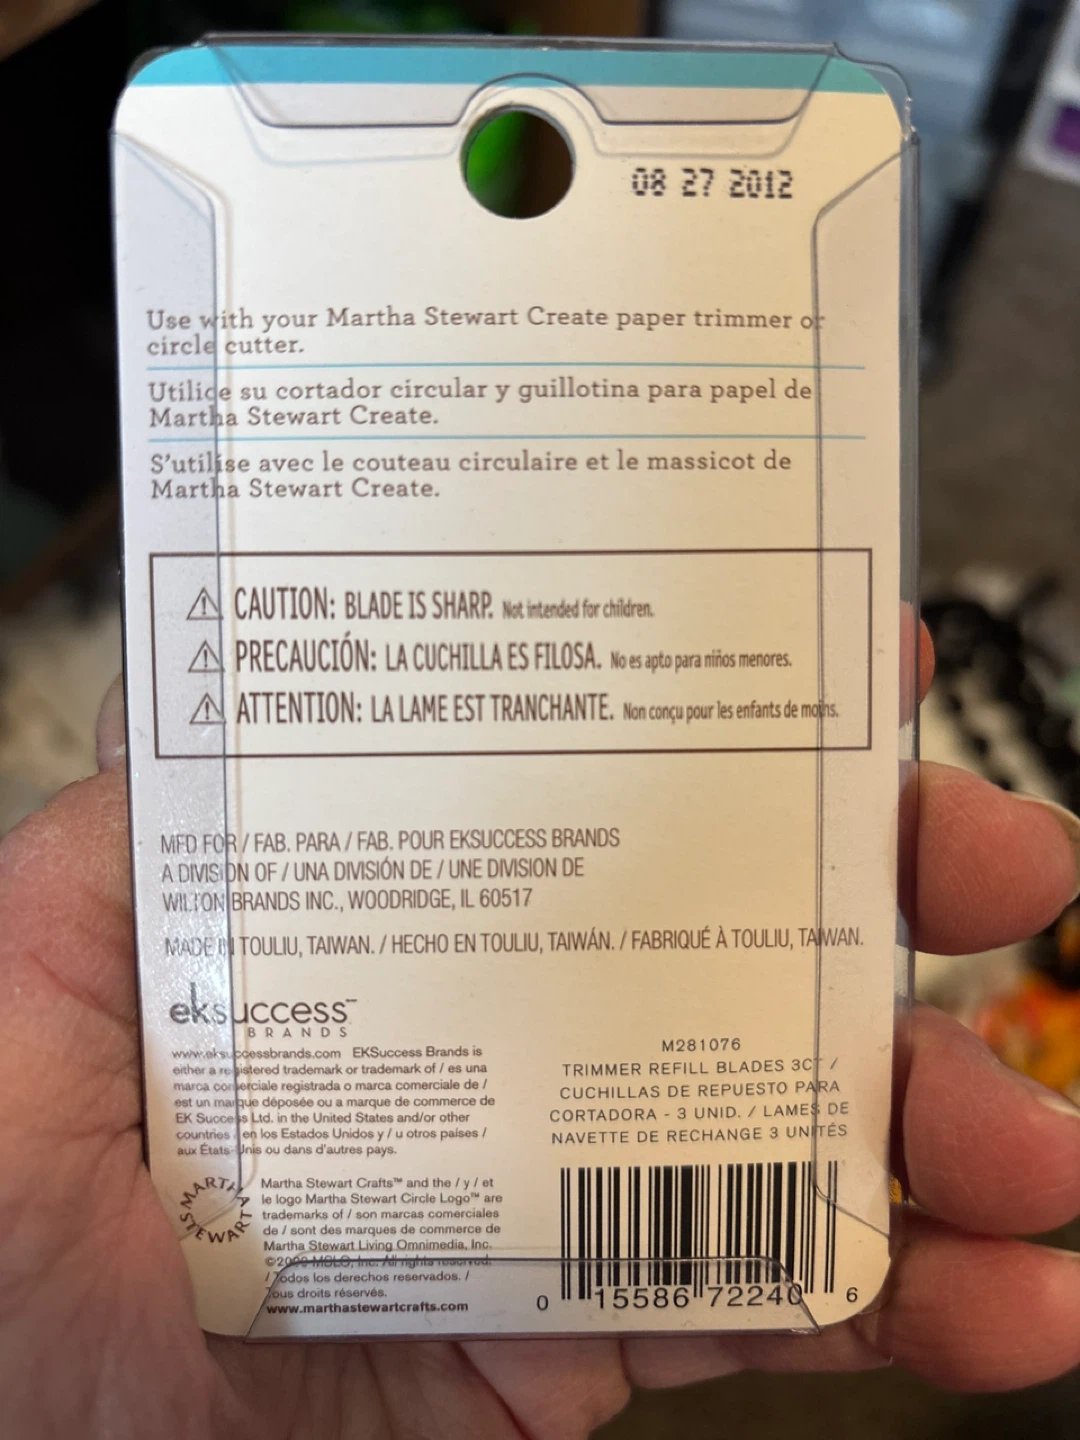 08 27 2012
Use with your Martha Stewart Create paper trimmer or
circle cutter.
Utilice su cortador circular y guillotina para papel de
Martha Stewart Create.
S'utilise avec le couteau circulaire et le massicot de
Martha Stewart Create.
CAUTION: BLADE IS SHARP. Not intended for children.
PRECAUCIÓN: LA CUCHILLA ES FILOSA. No es apto para niños menores.
ATTENTION: LA LAME EST TRANCHANTE. Non conçu pour les enfants de moins.
MFD FOR / FAB. PARA / FAB. POUR EKSUCCESS BRANDS
A DIVISION OF / UNA DIVISIÓN DE / UNE DIVISION DE
WILTON BRANDS INC., WOODRIDGE, IL 60517
MADE IN TOULIU, TAIWAN. / HECHO EN TOULIU, TAIWÁN. / FABRIQUÉ À TOULIU, TAIWAN.
eksuccess™
BRANDS
www.eksuccessbrands.com EKSuccess Brands is
either a registered trademark or trademark of / es una
marca comerciale registrada o marca comerciale de /
est un marque déposée ou a marque de commerce de
EK Success Ltd. in the United States and/or other
countries / en los Estados Unidos y / u otros paises /
aux États-Unis ou dans d'autres pays.
MARTHA STEWART
Martha Stewart Crafts™ and the / y / et
le logo Martha Stewart Circle Logo™ are
trademarks of / son marcas comerciales
de / sont des marques de commerce de
Martha Stewart Living Omnimedia, Inc.
©2009 MSLO, Inc. All rights reserved.
/ Todos los derechos reservados. /
Tous droits réservés.
www.marthastewartcrafts.com
M281076
TRIMMER REFILL BLADES 3CT /
CUCHILLAS DE REPUESTO PARA
CORTADORA - 3 UNID. / LAMES DE
NAVETTE DE RECHANGE 3 UNITÉS
0 15586 72240 6